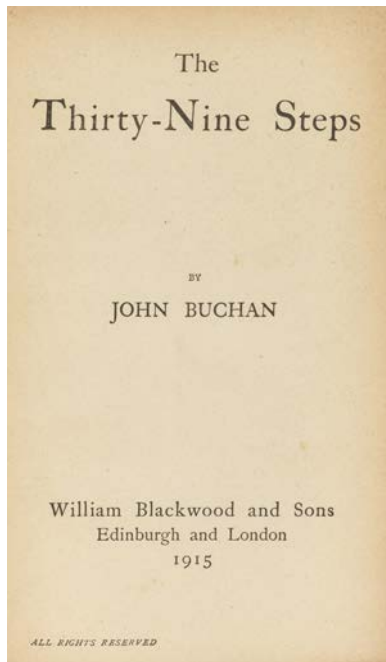 The
Thirty-Nine Steps
BY
JOHN BUCHAN
William Blackwood and Sons
Edinburgh and London
1915
ALL RIGHTS RESERVED